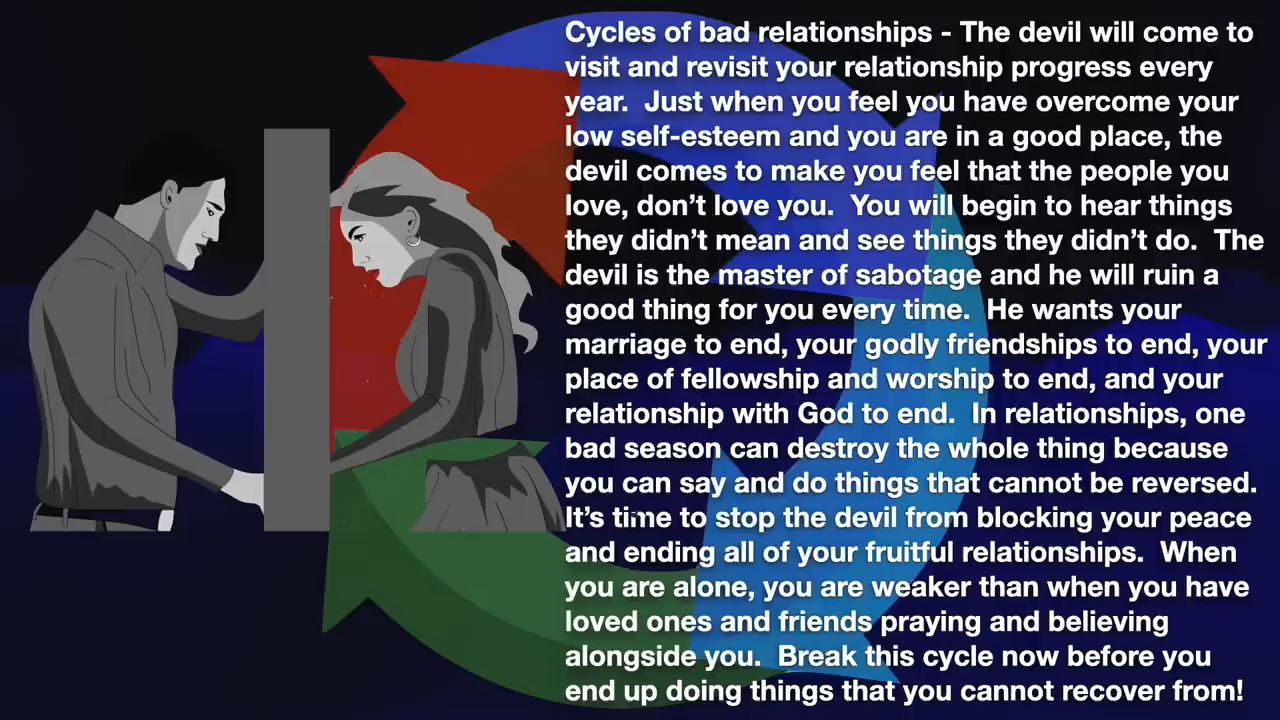 Cycles of bad relationships - The devil will come to
visit and revisit your relationship progress every
year.  Just when you feel you have overcome your
low self-esteem and you are in a good place, the
devil comes to make you feel that the people you
love, don’t love you.  You will begin to hear things
they didn’t mean and see things they didn’t do.  The
devil is the master of sabotage and he will ruin a
good thing for you every time.  He wants your
marriage to end, your godly friendships to end, your
place of fellowship and worship to end, and your
relationship with God to end.  In relationships, one
bad season can destroy the whole thing because
you can say and do things that cannot be reversed.
It’s time to stop the devil from blocking your peace
and ending all of your fruitful relationships.  When
you are alone, you are weaker than when you have
loved ones and friends praying and believing
alongside you.  Break this cycle now before you
end up doing things that you cannot recover from!